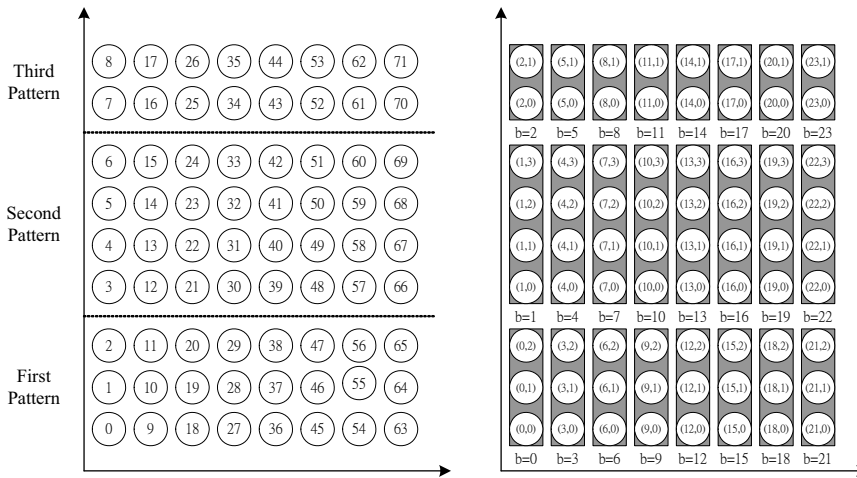 Third
Pattern
8 17 26 35 44 53 62 71
7 16 25 34 43 52 61 70
Second
Pattern
6 15 24 33 42 51 60 69
5 14 23 32 41 50 59 68
4 13 22 31 40 49 58 67
3 12 21 30 39 48 57 66
First
Pattern
2 11 20 29 38 47 56 65
1 10 19 28 37 46 55 64
0 9 18 27 36 45 54 63
(2,1) (5,1) (8,1) (11,1) (14,1) (17,1) (20,1) (23,1)
(2,0) (5,0) (8,0) (11,0) (14,0) (17,0) (20,0) (23,0)
b=2 b=5 b=8 b=11 b=14 b=17 b=20 b=23
(1,3) (4,3) (7,3) (10,3) (13,3) (16,3) (19,3) (22,3)
(1,2) (4,2) (7,2) (10,2) (13,2) (16,2) (19,2) (22,2)
(1,1) (4,1) (7,1) (10,1) (13,1) (16,1) (19,1) (22,1)
(1,0) (4,0) (7,0) (10,0) (13,0) (16,0) (19,0) (22,0)
b=1 b=4 b=7 b=10 b=13 b=16 b=19 b=22
(0,2) (3,2) (6,2) (9,2) (12,2) (15,2) (18,2) (21,2)
(0,1) (3,1) (6,1) (9,1) (12,1) (15,1) (18,1) (21,1)
(0,0) (3,0) (6,0) (9,0) (12,0) (15,0 (18,0) (21,0)
b=0 b=3 b=6 b=9 b=12 b=15 b=18 b=21